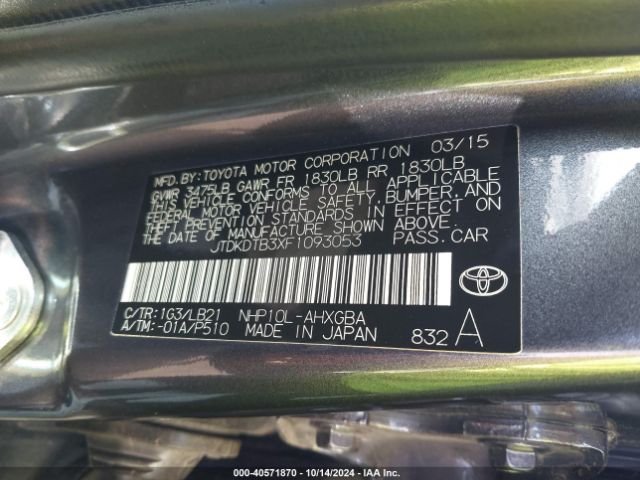 MFD. BY: TOYOTA MOTOR CORPORATION 03/15
GVWR 3475LB GAWR FR 1830LB RR 1830LB
THIS VEHICLE CONFORMS TO ALL APPLICABLE
FEDERAL MOTOR VEHICLE SAFETY, BUMPER, AND
THEFT PREVENTION STANDARDS IN EFFECT ON
THE DATE OF MANUFACTURE SHOWN ABOVE.
JTDKDTB3XF1093053 PASS. CAR
C/TR: 1G3/LB21 NHP10L-AHXGBA
A/TM: -01A/P510 MADE IN JAPAN 832 A
000-40571870 | 10/14/2024 | IAA Inc.